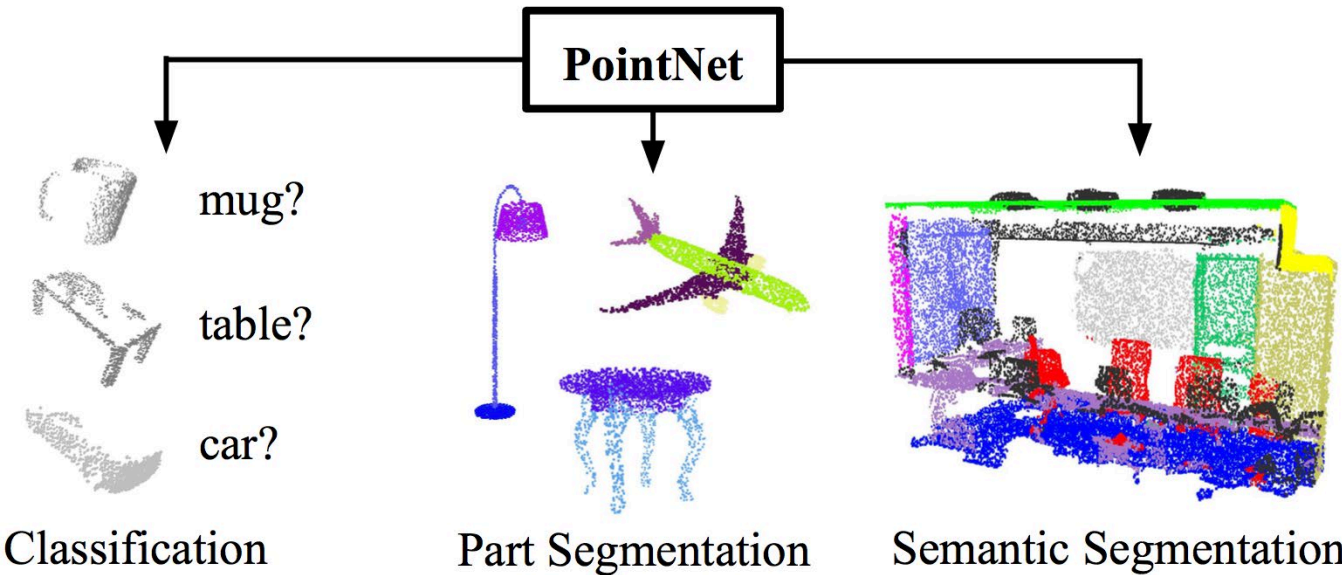 PointNet
mug?
table?
car?
Classification
Part Segmentation
Semantic Segmentation